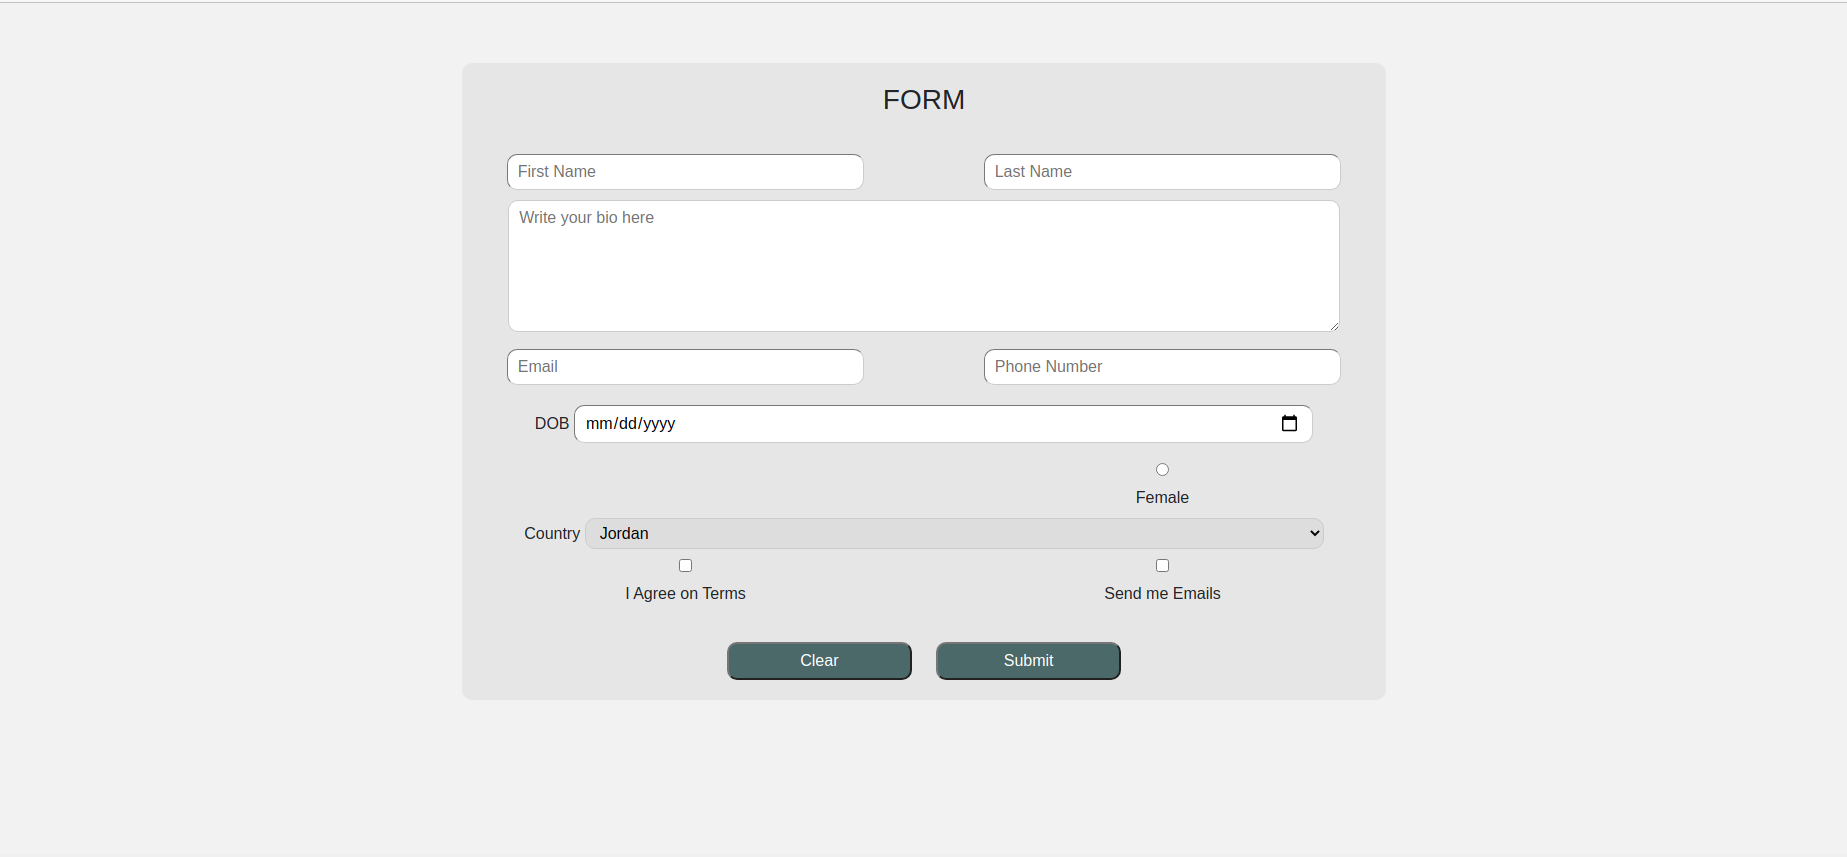 FORM
First Name
Last Name
Write your bio here
Email
Phone Number
DOB mm/dd/yyyy
Female
Country Jordan
I Agree on Terms
Send me Emails
Clear
Submit